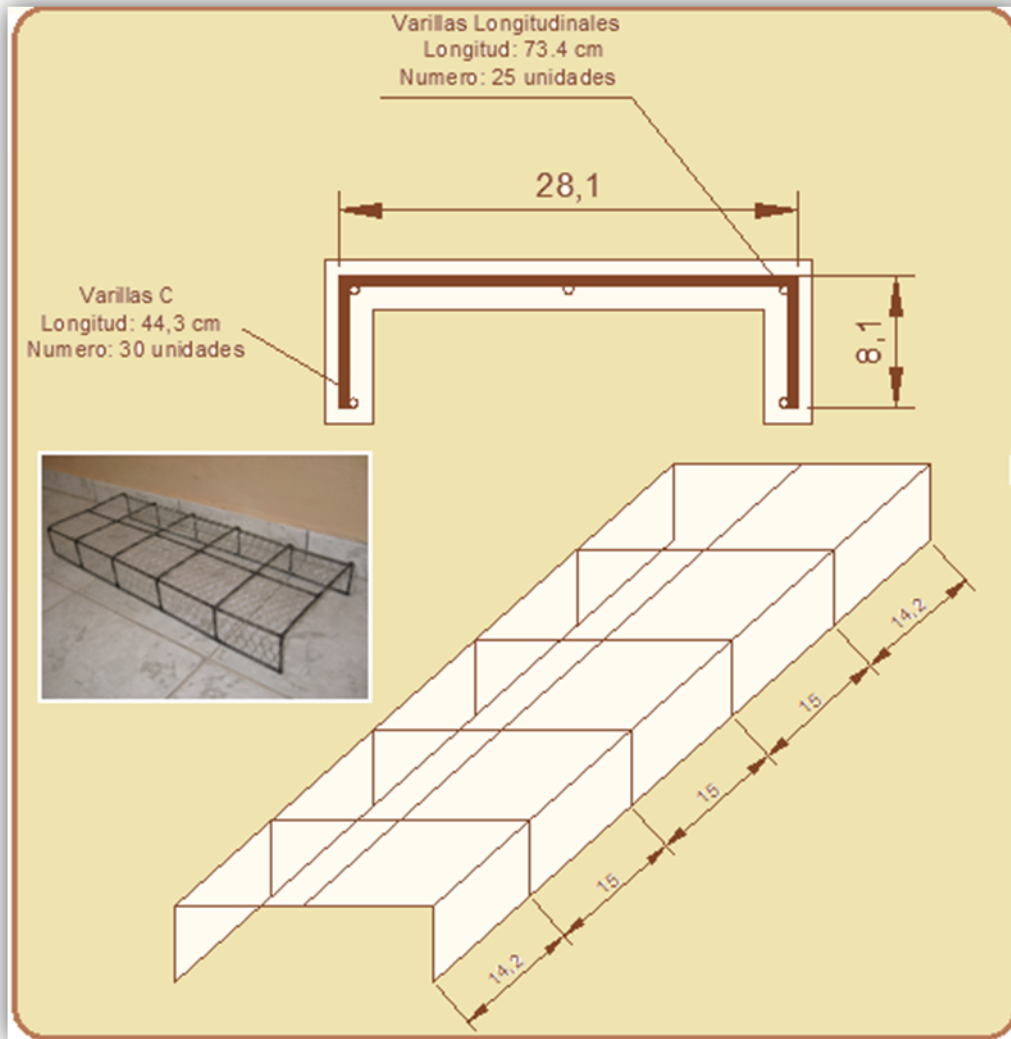 Varillas Longitudinales
Longitud: 73.4 cm
Numero: 25 unidades
28,1
Varillas C
Longitud: 44,3 cm
Numero: 30 unidades
8,1
14,2
15
15
15
14,2